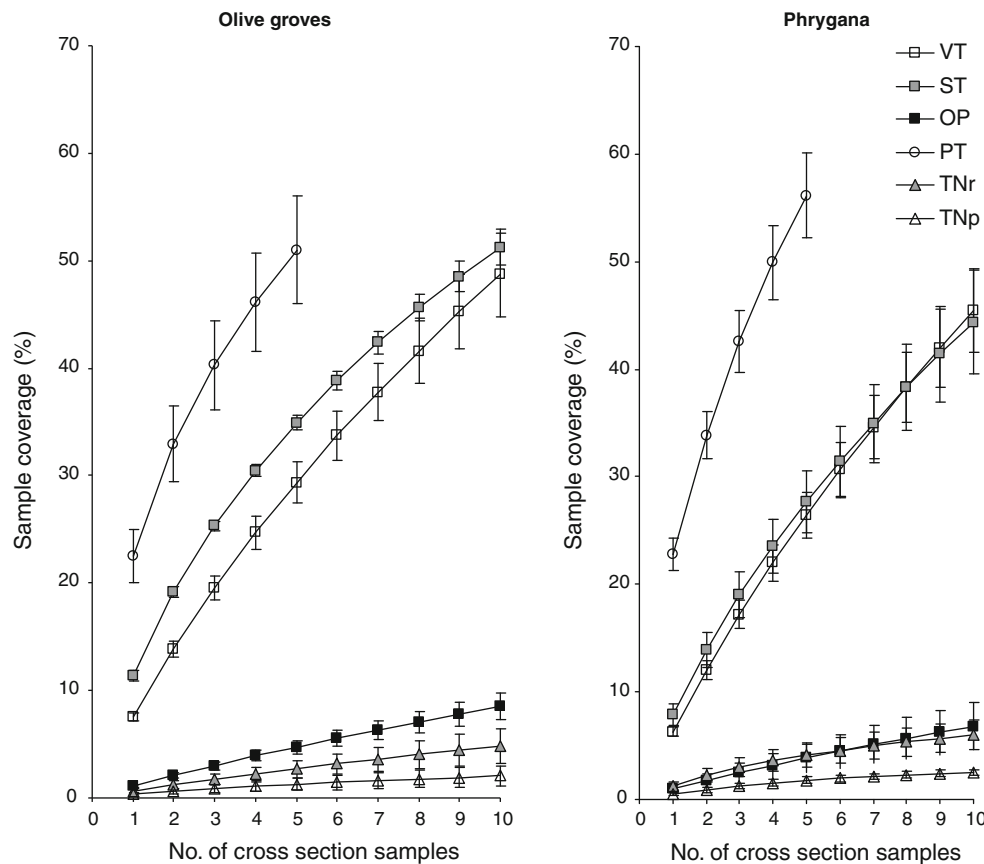 Olive groves
70
60
50
40
30
20
10
0
Sample coverage (%)
0 1 2 3 4 5 6 7 8 9 10
No. of cross section samples
Phrygana
70
60
50
40
30
20
10
0
Sample coverage (%)
0 1 2 3 4 5 6 7 8 9 10
No. of cross section samples
VT
ST
OP
PT
TNr
TNp